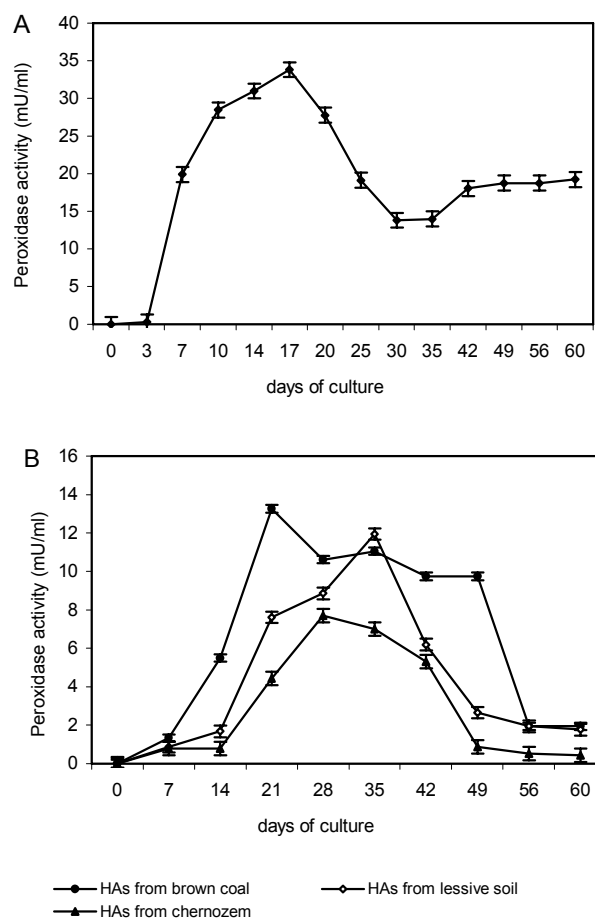 A
Peroxidase activity (mU/ml)
40
35
30
25
20
15
10
5
0
0 3 7 10 14 17 20 25 30 35 42 49 56 60
days of culture
B
Peroxidase activity (mU/ml)
16
14
12
10
8
6
4
2
0
0 7 14 21 28 35 42 49 56 60
days of culture
HAs from brown coal HAs from lessive soil
HAs from chernozem